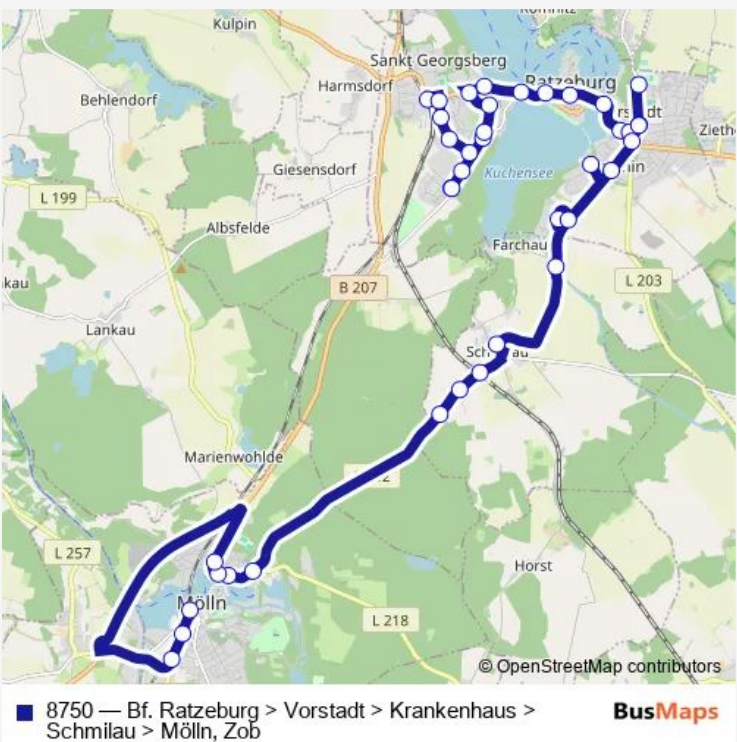 Kulpin
Sankt Georgsberg
Harmsdorf
Ratzeburg
Behlendorf
Giesensdorf
Küchensee
L 199
Albsfelde
Farchau
B 207
L 203
Lankau
Marienwohlde
L 257
Horst
Mölln
L 218
© OpenStreetMap contributors
8750 — Bf. Ratzeburg > Vorstadt > Krankenhaus >
Schmilau > Mölln, Zob
BusMaps